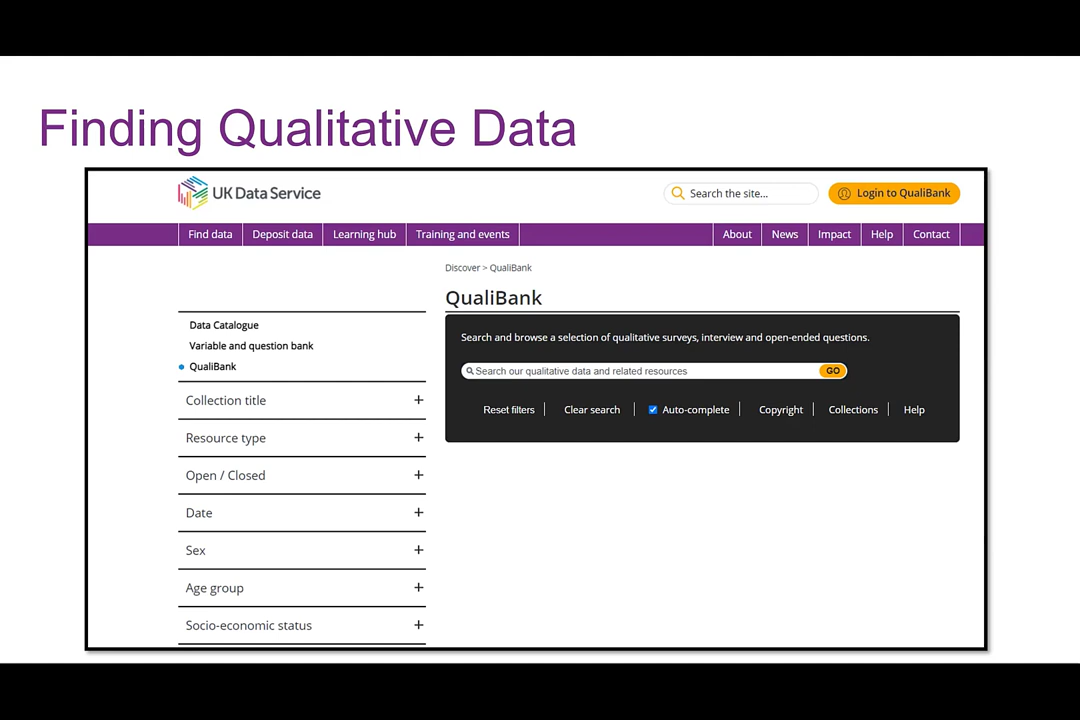 Finding Qualitative Data
UK Data Service
Search the site...
Login to QualiBank
Find data
Deposit data
Learning hub
Training and events
About
News
Impact
Help
Contact
Discover > QualiBank
Data Catalogue
Variable and question bank
QualiBank
Collection title +
Resource type +
Open / Closed +
Date +
Sex +
Age group +
Socio-economic status +
QualiBank
Search and browse a selection of qualitative surveys, interview and open-ended questions.
Search our qualitative data and related resources
GO
Reset filters
Clear search
Auto-complete
Copyright
Collections
Help